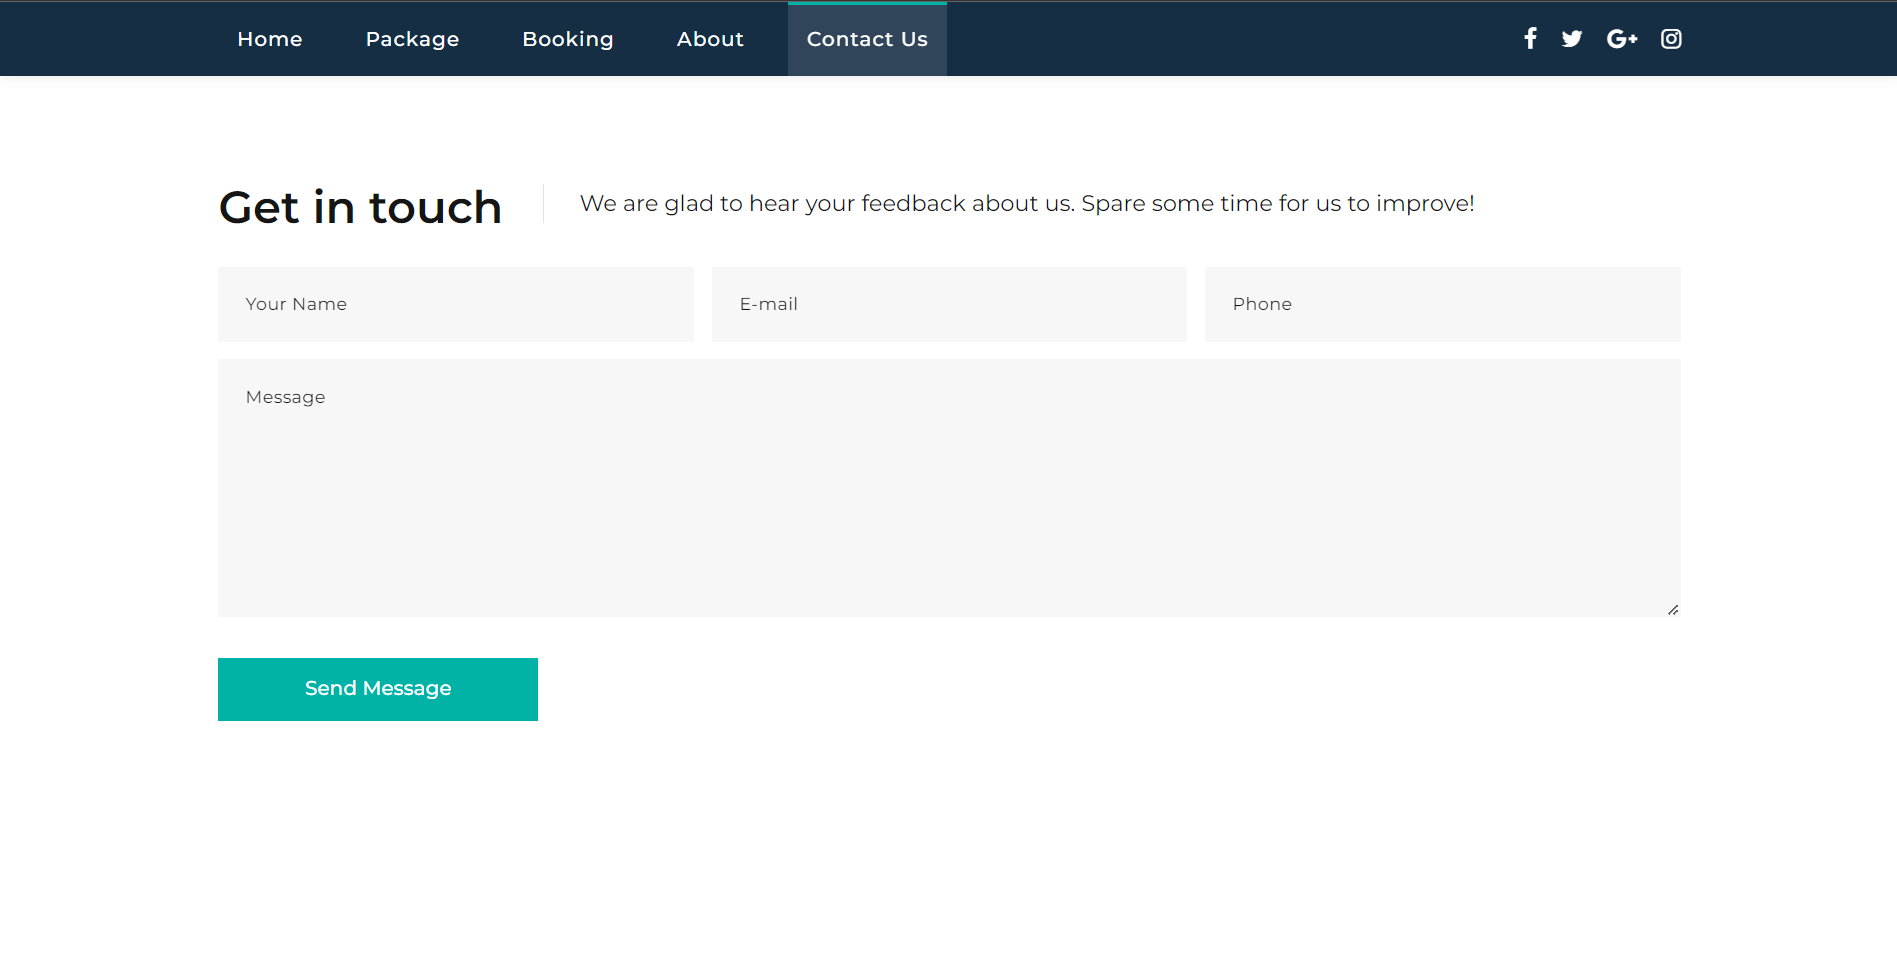 Home Package Booking About Contact Us
Get in touch
We are glad to hear your feedback about us. Spare some time for us to improve!
Your Name E-mail Phone
Message
Send Message